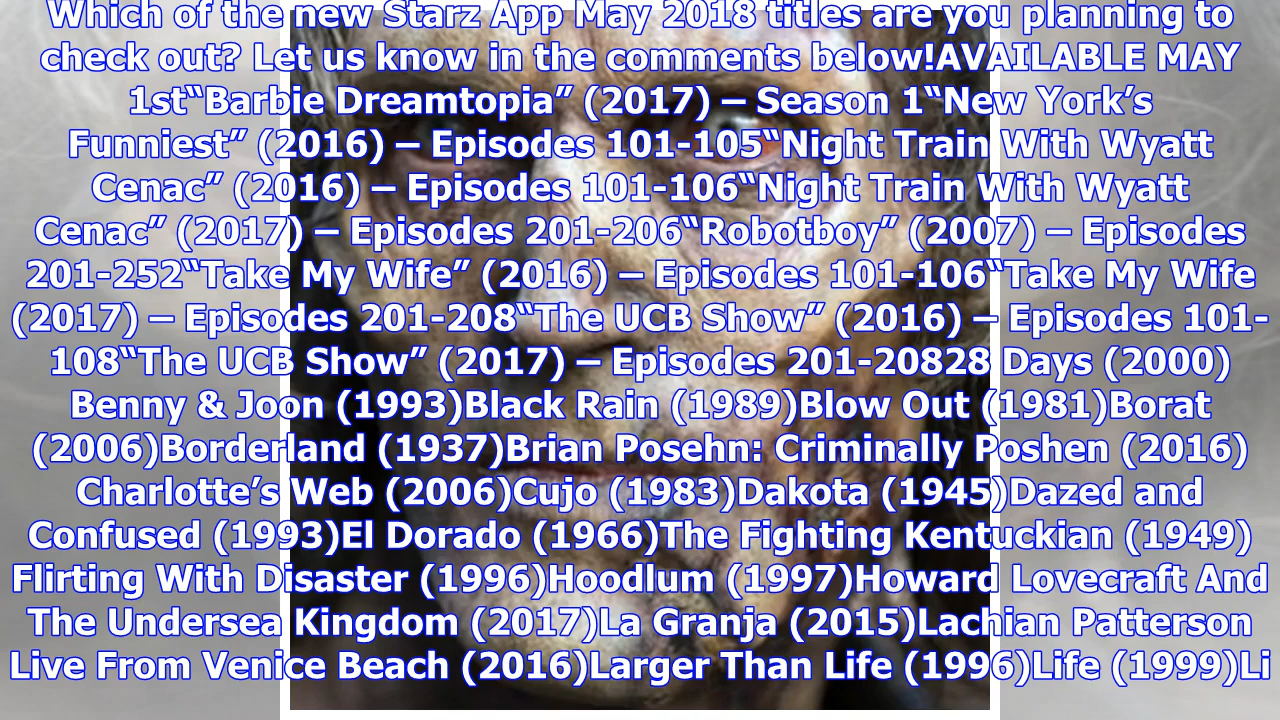 Which of the new Starz App May 2018 titles are you planning to
check out? Let us know in the comments below!AVAILABLE MAY
1st“Barbie Dreamtopia” (2017) – Season 1“New York’s
Funniest” (2016) – Episodes 101-105“Night Train With Wyatt
Cenac” (2016) – Episodes 101-106“Night Train With Wyatt
Cenac” (2017) – Episodes 201-206“Robotboy” (2007) – Episodes
201-252“Take My Wife” (2016) – Episodes 101-106“Take My Wife
(2017) – Episodes 201-208“The UCB Show” (2016) – Episodes 101-
108“The UCB Show” (2017) – Episodes 201-20828 Days (2000)
Benny & Joon (1993)Black Rain (1989)Blow Out (1981)Borat
(2006)Borderland (1937)Brian Posehn: Criminally Poshen (2016)
Charlotte’s Web (2006)Cujo (1983)Dakota (1945)Dazed and
Confused (1993)El Dorado (1966)The Fighting Kentuckian (1949)
Flirting With Disaster (1996)Hoodlum (1997)Howard Lovecraft And
The Undersea Kingdom (2017)La Granja (2015)Lachian Patterson
Live From Venice Beach (2016)Larger Than Life (1996)Life (1999)Li